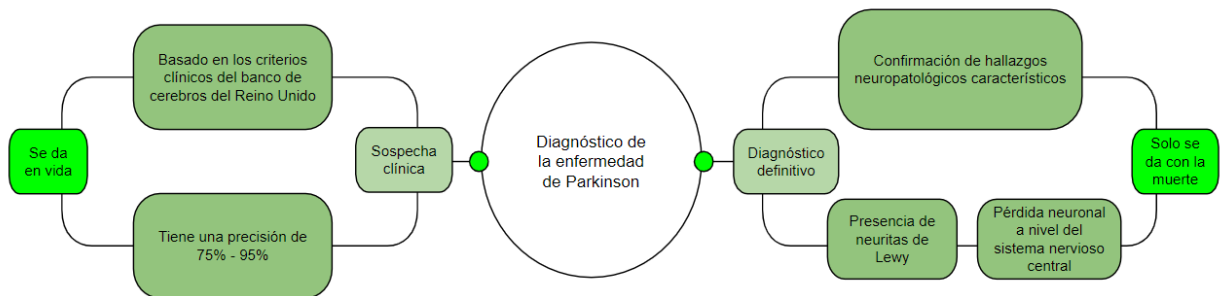 Se da
en vida
Basado en los criterios
clínicos del banco de
cerebros del Reino Unido
Tiene una precisión de
75% - 95%
Sospecha
clínica
Diagnóstico de
la enfermedad
de Parkinson
Diagnóstico
definitivo
Confirmación de hallazgos
neuropatológicos característicos
Presencia de
neuritas de
Lewy
Pérdida neuronal
a nivel del
sistema nervioso
central
Solo se
da con la
muerte